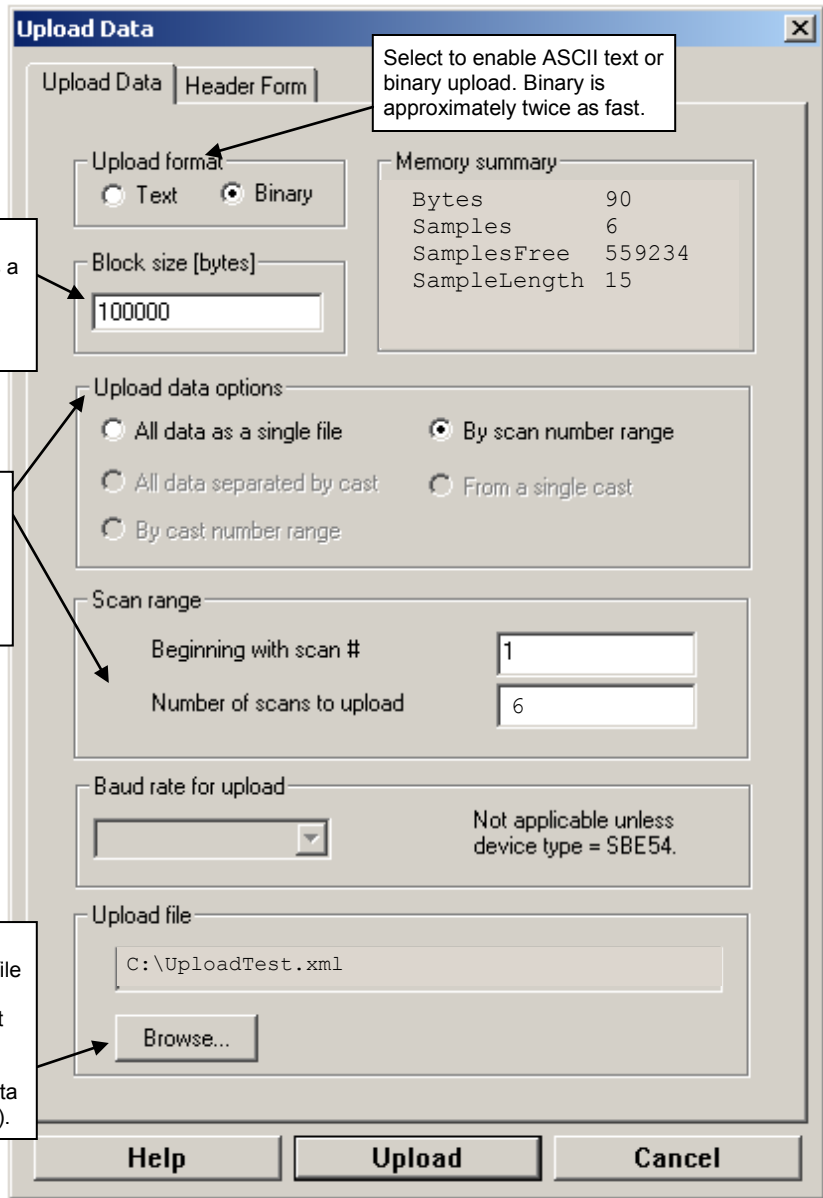 Upload Data
Select to enable ASCII text or
binary upload. Binary is
approximately twice as fast.
Upload Data
Header Form
Upload format
Text
Binary
Memory summary
Bytes 90
Samples 6
SamplesFree 559234
SampleLength 15
a
Block size [bytes]
100000
Upload data options
All data as a single file
By scan number range
All data separated by cast
From a single cast
By cast number range
Scan range
Beginning with scan # 1
Number of scans to upload 6
Baud rate for upload
Not applicable unless
device type = SBE54.
Upload file
C:\UploadTest.xml
Browse...
ile
t
ta
).
Help
Upload
Cancel